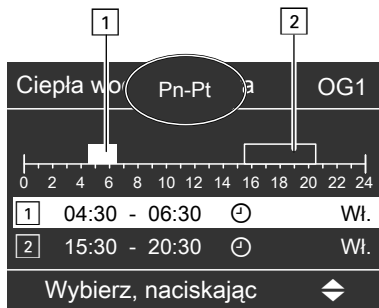 1 2
Ciepła wo a OG1
Pn-Pt
0 2 4 6 8 10 12 14 16 18 20 22 24
1 04:30 - 06:30 Wł.
2 15:30 - 20:30 Wł.
Wybierz, naciskając